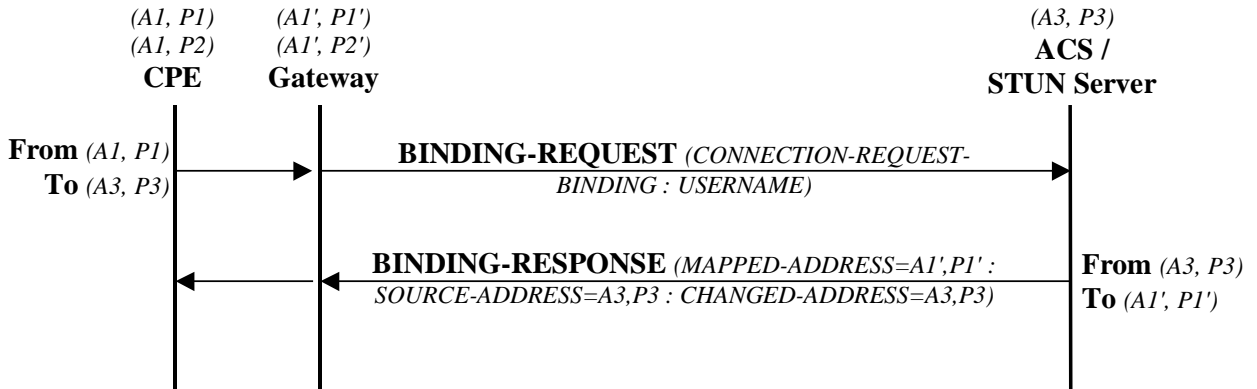 (A1, P1)
(A1, P2)
CPE
(A1', P1')
(A1', P2')
Gateway
(A3, P3)
ACS /
STUN Server
From (A1, P1)
To (A3, P3)
BINDING-REQUEST (CONNECTION-REQUEST-
BINDING : USERNAME)
BINDING-RESPONSE (MAPPED-ADDRESS=A1',P1' :
SOURCE-ADDRESS=A3,P3 : CHANGED-ADDRESS=A3,P3)
From (A3, P3)
To (A1', P1')